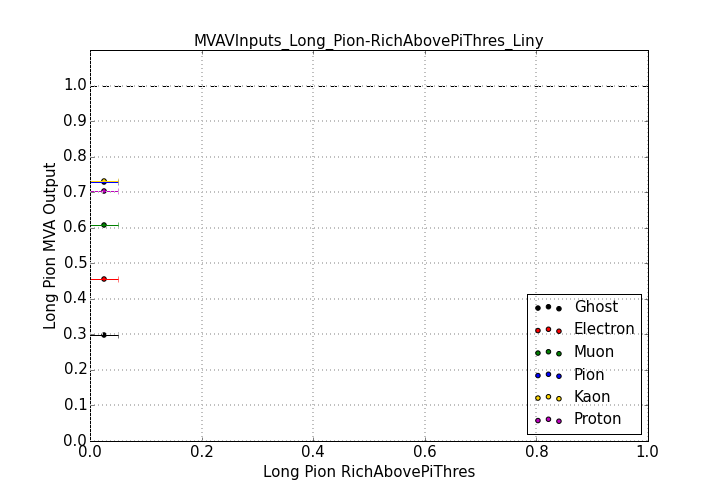 MVAVInputs_Long_Pion-RichAbovePiThres_Liny
1.0
0.9
0.8
0.7
0.6
0.5
0.4
0.3
0.2
0.1
0.0
Long Pion MVA Output
Ghost
Electron
Muon
Pion
Kaon
Proton
0.0 0.2 0.4 0.6 0.8 1.0
Long Pion RichAbovePiThres